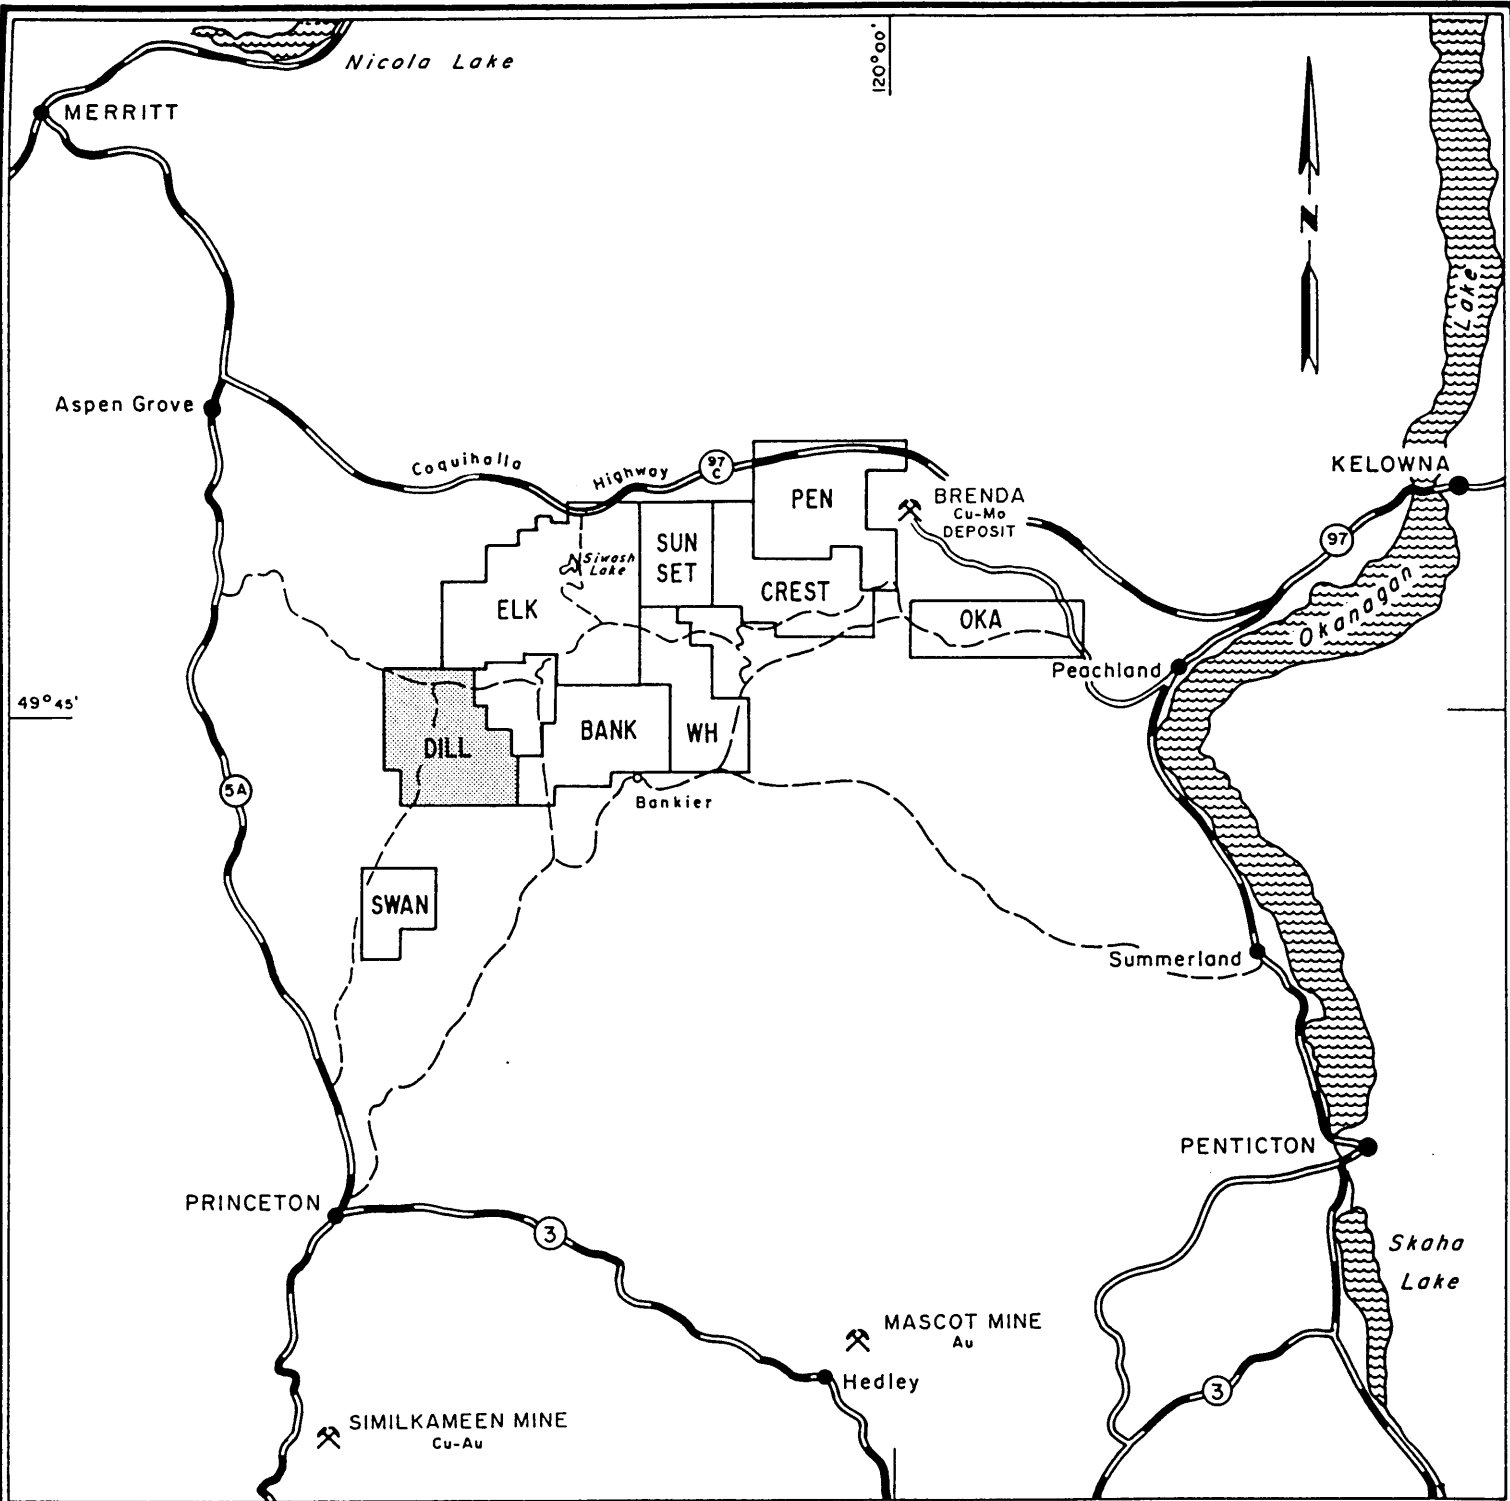 Nicola Lake
120°00'
MERRITT
N
Lake
Aspen Grove
Coquihalla Highway
97
C
KELOWNA
PEN
BRENDA
Cu-Mo
DEPOSIT
97
SUN
SET
Siwash
Lake
ELK
CREST
OKA
Okanagan
Peachland
49°45'
DILL
BANK
WH
5A
Bankier
SWAN
Summerland
PENTICTON
PRINCETON
3
Skaha
Lake
MASCOT MINE
Au
Hedley
3
SIMILKAMEEN MINE
Cu-Au